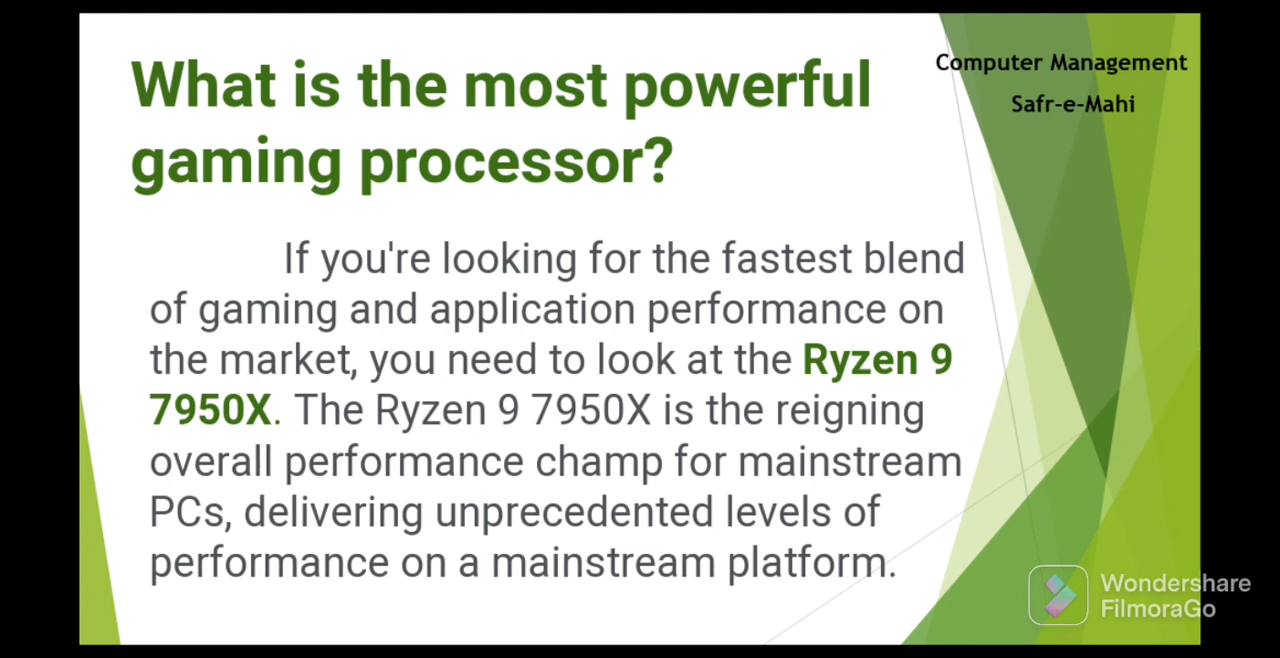 What is the most powerful
gaming processor?
Computer Management
Safr-e-Mahi
If you're looking for the fastest blend
of gaming and application performance on
the market, you need to look at the Ryzen 9
7950X. The Ryzen 9 7950X is the reigning
overall performance champ for mainstream
PCs, delivering unprecedented levels of
performance on a mainstream platform.
Wondershare
FilmoraGo